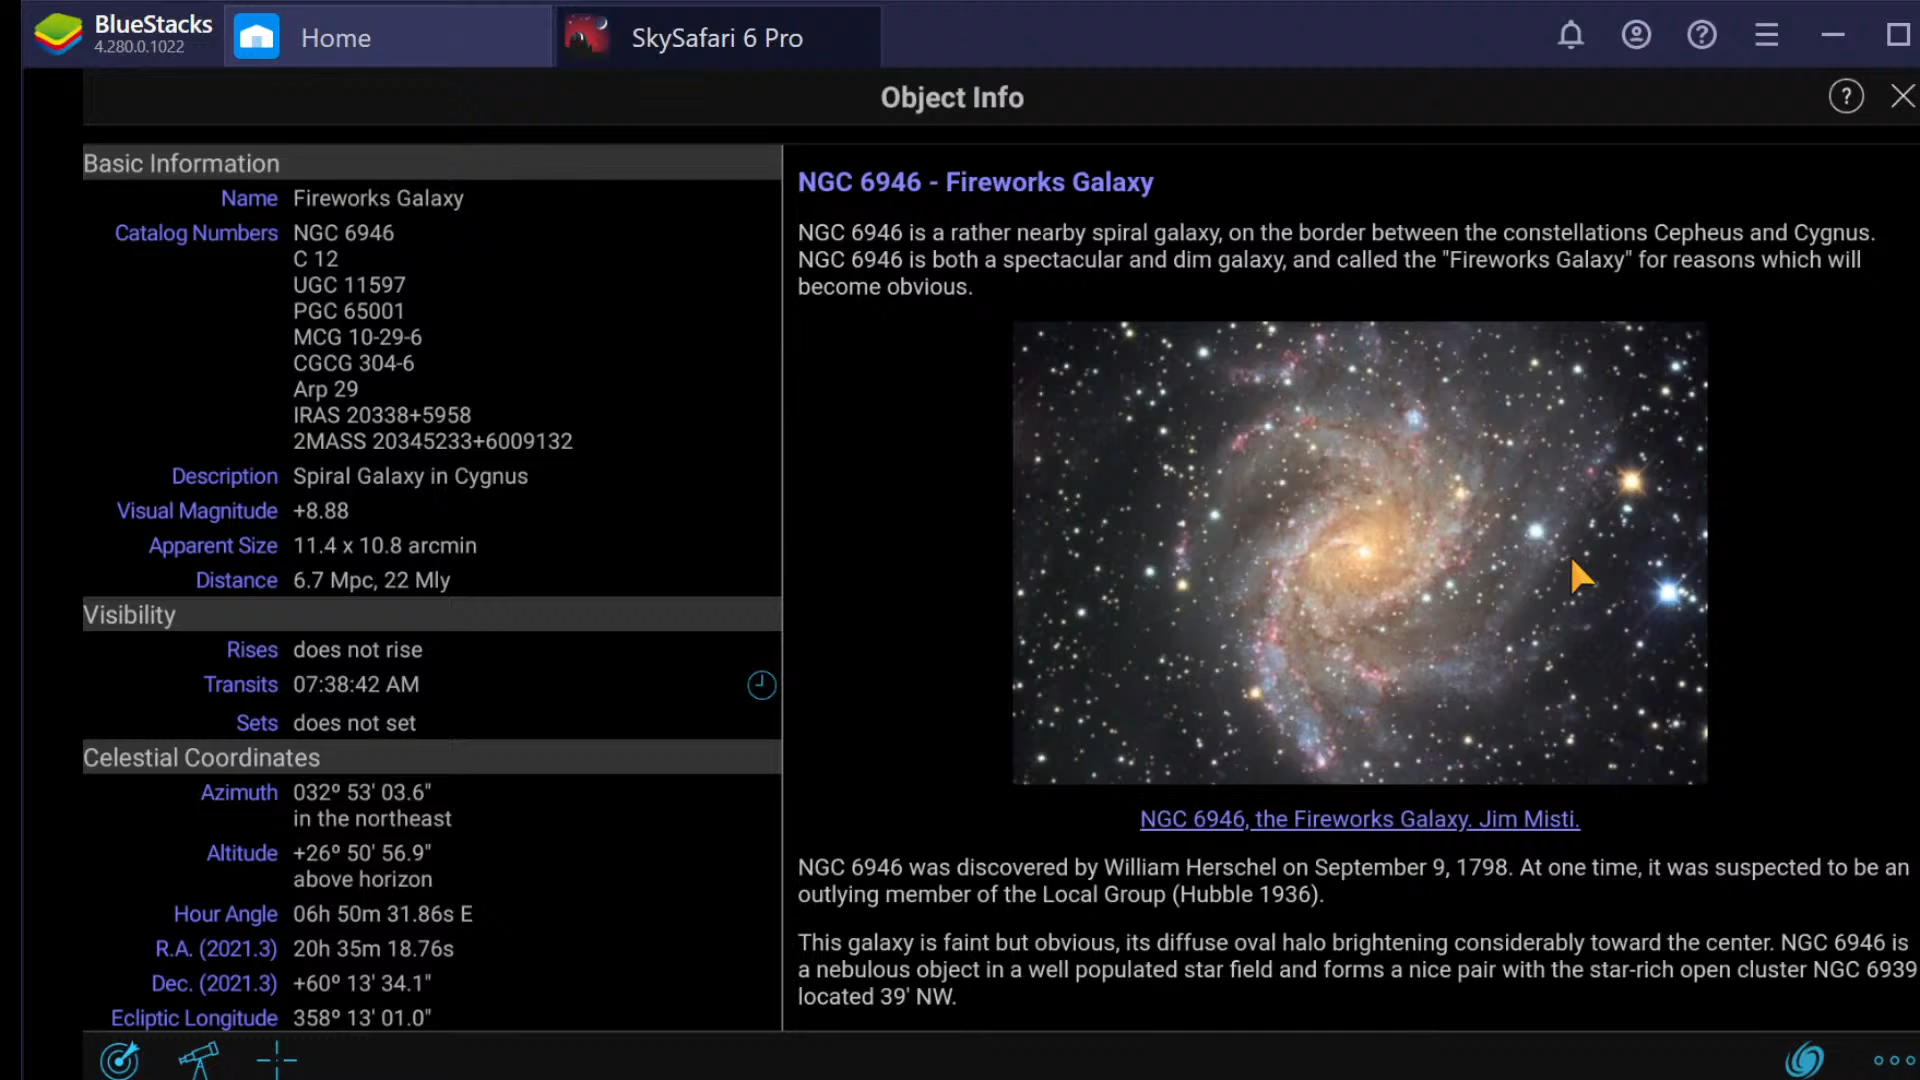 BlueStacks
4.280.0.1022
Home
SkySafari 6 Pro
Object Info
Basic Information
Name Fireworks Galaxy
Catalog Numbers NGC 6946
C 12
UGC 11597
PGC 65001
MCG 10-29-6
CGCG 304-6
Arp 29
IRAS 20338+5958
2MASS 20345233+6009132
Description Spiral Galaxy in Cygnus
Visual Magnitude +8.88
Apparent Size 11.4 x 10.8 arcmin
Distance 6.7 Mpc, 22 Mly
Visibility
Rises does not rise
Transits 07:38:42 AM
Sets does not set
Celestial Coordinates
Azimuth 032º 53' 03.6"
in the northeast
Altitude +26º 50' 56.9"
above horizon
Hour Angle 06h 50m 31.86s E
R.A. (2021.3) 20h 35m 18.76s
Dec. (2021.3) +60º 13' 34.1"
Ecliptic Longitude 358º 13' 01.0"
NGC 6946 - Fireworks Galaxy
NGC 6946 is a rather nearby spiral galaxy, on the border between the constellations Cepheus and Cygnus.
NGC 6946 is both a spectacular and dim galaxy, and called the "Fireworks Galaxy" for reasons which will
become obvious.
NGC 6946, the Fireworks Galaxy. Jim Misti.
NGC 6946 was discovered by William Herschel on September 9, 1798. At one time, it was suspected to be an
outlying member of the Local Group (Hubble 1936).
This galaxy is faint but obvious, its diffuse oval halo brightening considerably toward the center. NGC 6946 is
a nebulous object in a well populated star field and forms a nice pair with the star-rich open cluster NGC 6939
located 39' NW.